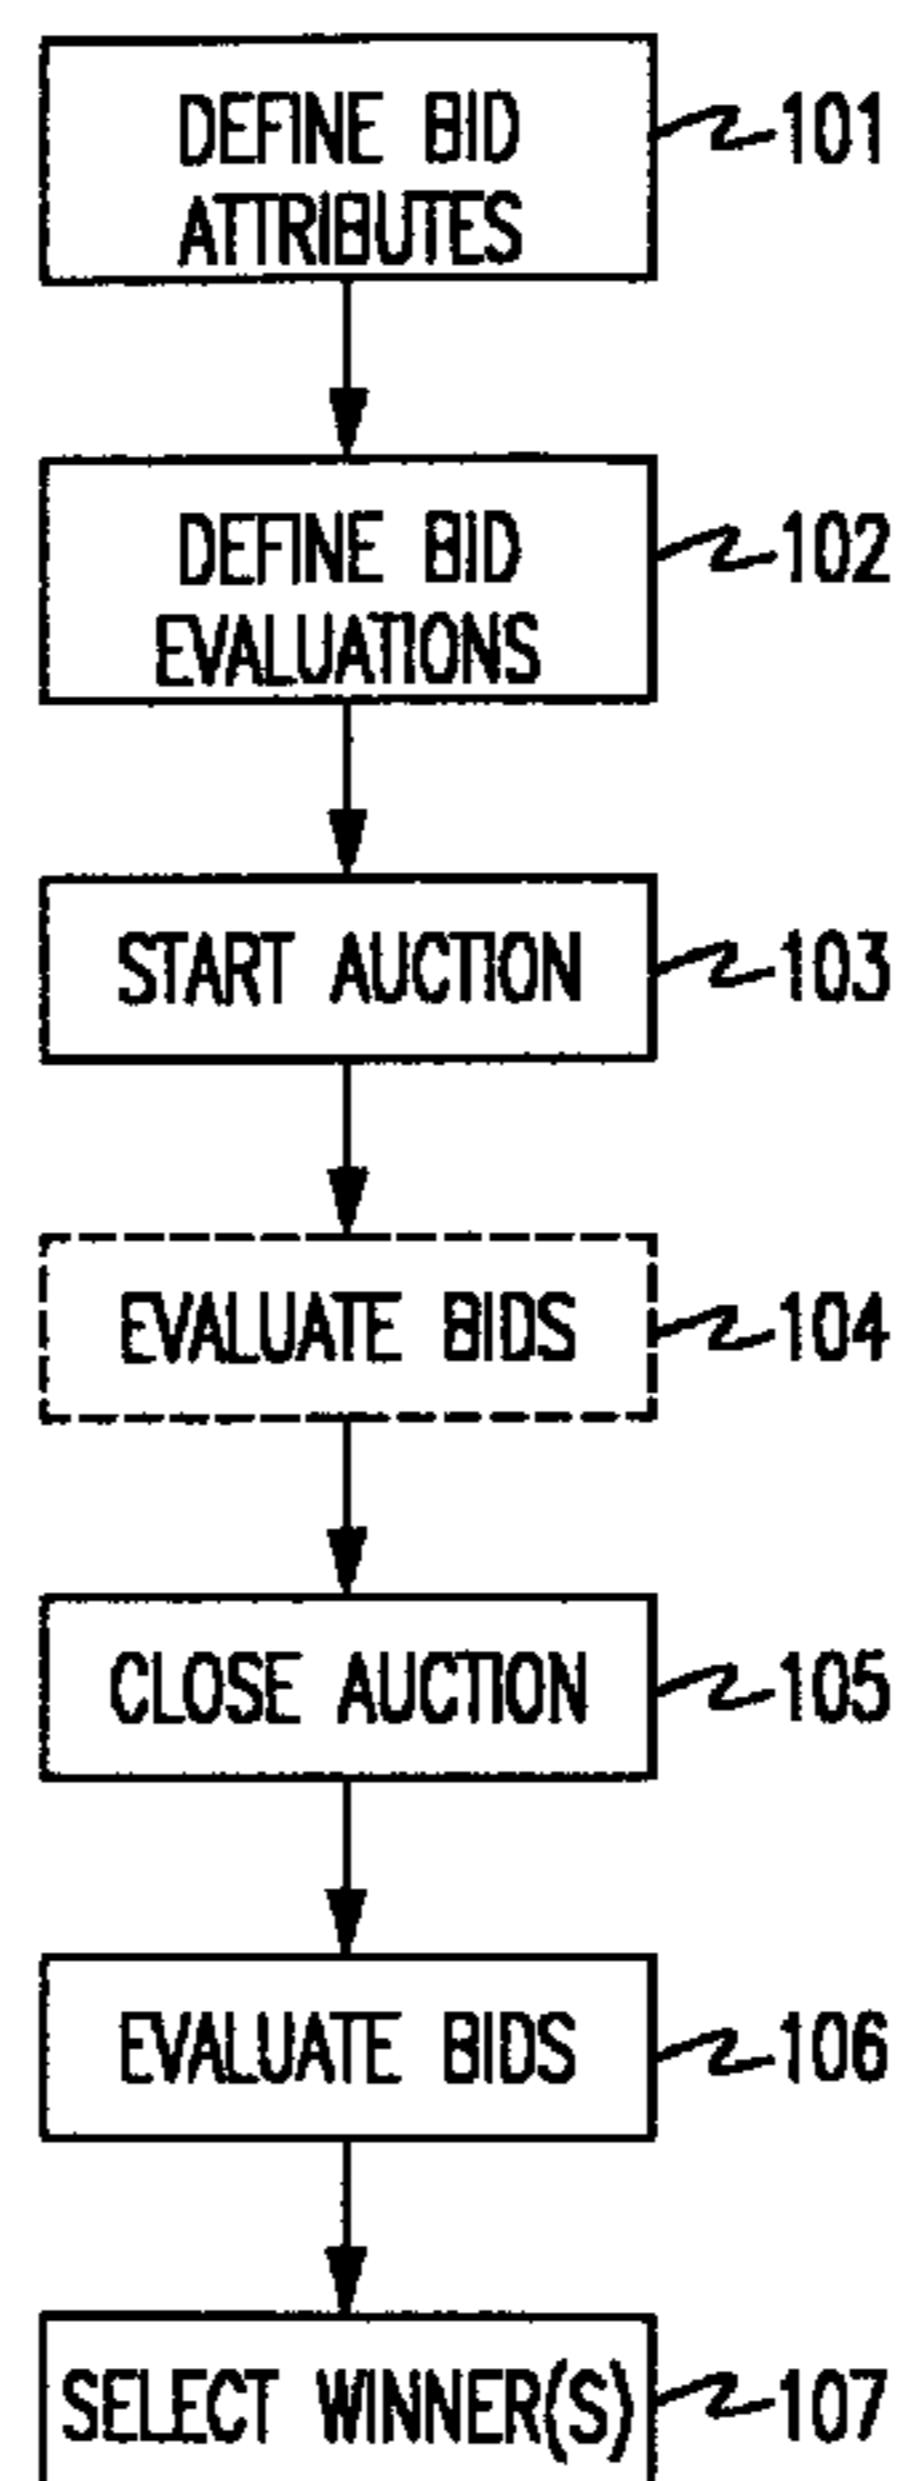 DEFINE BID
ATTRIBUTES
101
DEFINE BID
EVALUATIONS
102
START AUCTION
103
EVALUATE BIDS
104
CLOSE AUCTION
105
EVALUATE BIDS
106
SELECT WINNER(S)
107